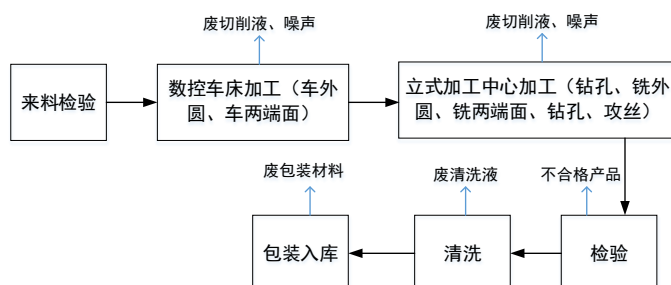 废切削液、噪声
废切削液、噪声
来料检验
数控车床加工（车外
圆、车两端面）
立式加工中心加工（钻孔、铣外
圆、铣两端面、钻孔、攻丝）
废包装材料
废清洗液
不合格产品
包装入库
清洗
检验